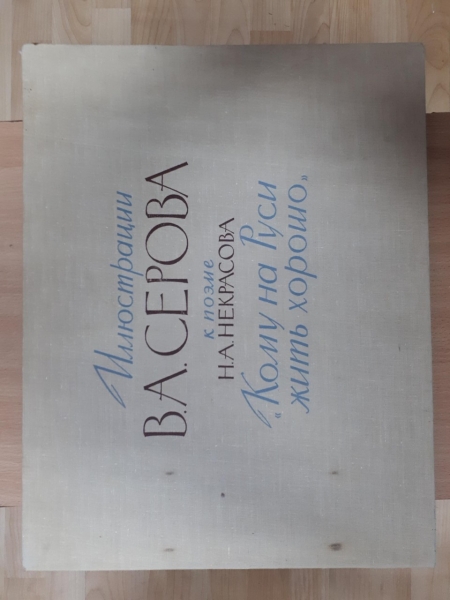 Иллюстрации
В.А. СЕРОВА
к поэме
Н.А. НЕКРАСОВА
„Кому на Руси
жить хорошо"